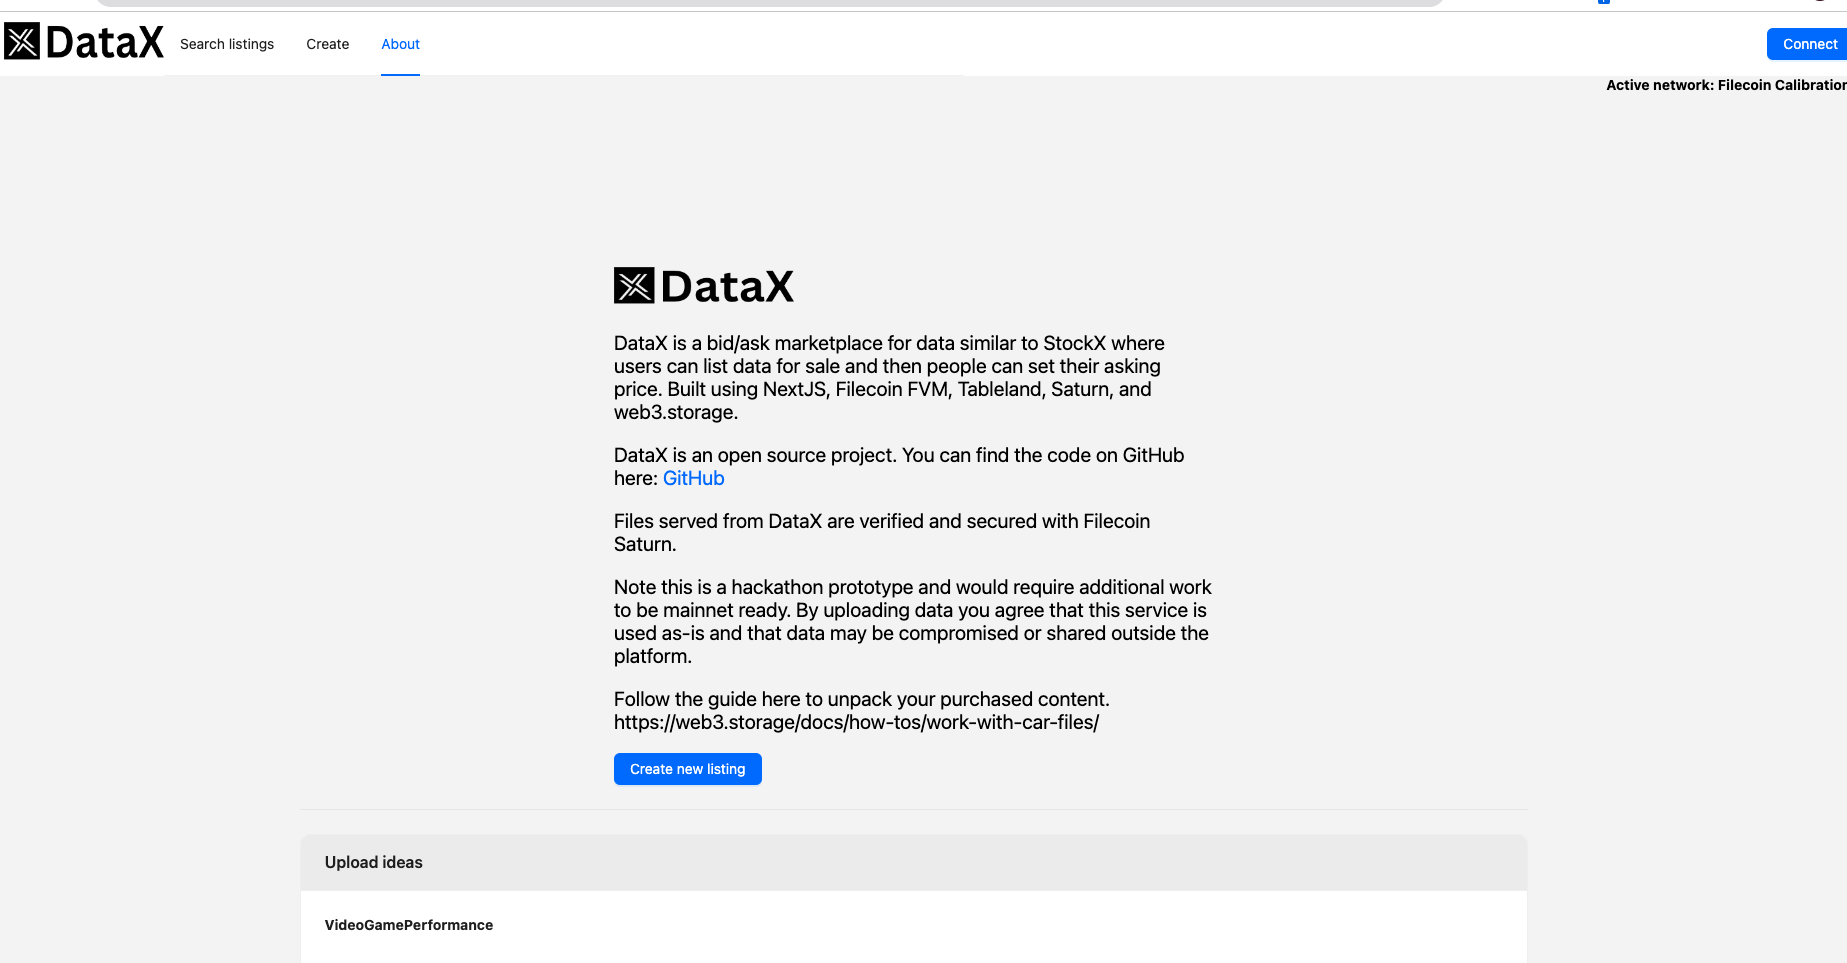 DataX
Search listings
Create
About
Connect
Active network: Filecoin Calibration
DataX
DataX is a bid/ask marketplace for data similar to StockX where
users can list data for sale and then people can set their asking
price. Built using NextJS, Filecoin FVM, Tableland, Saturn, and
web3.storage.
DataX is an open source project. You can find the code on GitHub
here: GitHub
Files served from DataX are verified and secured with Filecoin
Saturn.
Note this is a hackathon prototype and would require additional work
to be mainnet ready. By uploading data you agree that this service is
used as-is and that data may be compromised or shared outside the
platform.
Follow the guide here to unpack your purchased content.
https://web3.storage/docs/how-tos/work-with-car-files/
Create new listing
Upload ideas
VideoGamePerformance